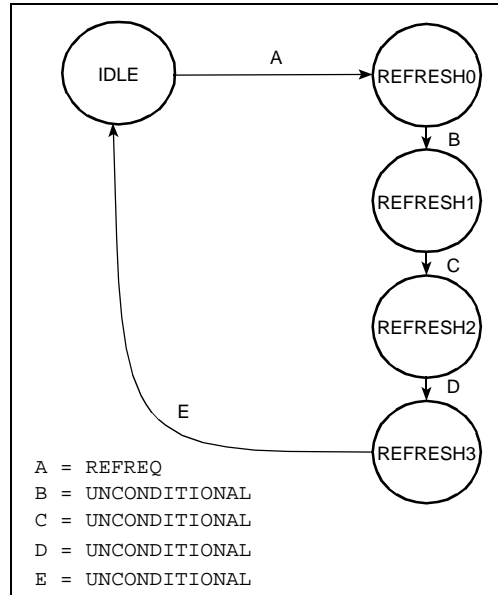 IDLE
A
REFRESH0
B
REFRESH1
C
REFRESH2
D
REFRESH3
E
A = REFREQ
B = UNCONDITIONAL
C = UNCONDITIONAL
D = UNCONDITIONAL
E = UNCONDITIONAL